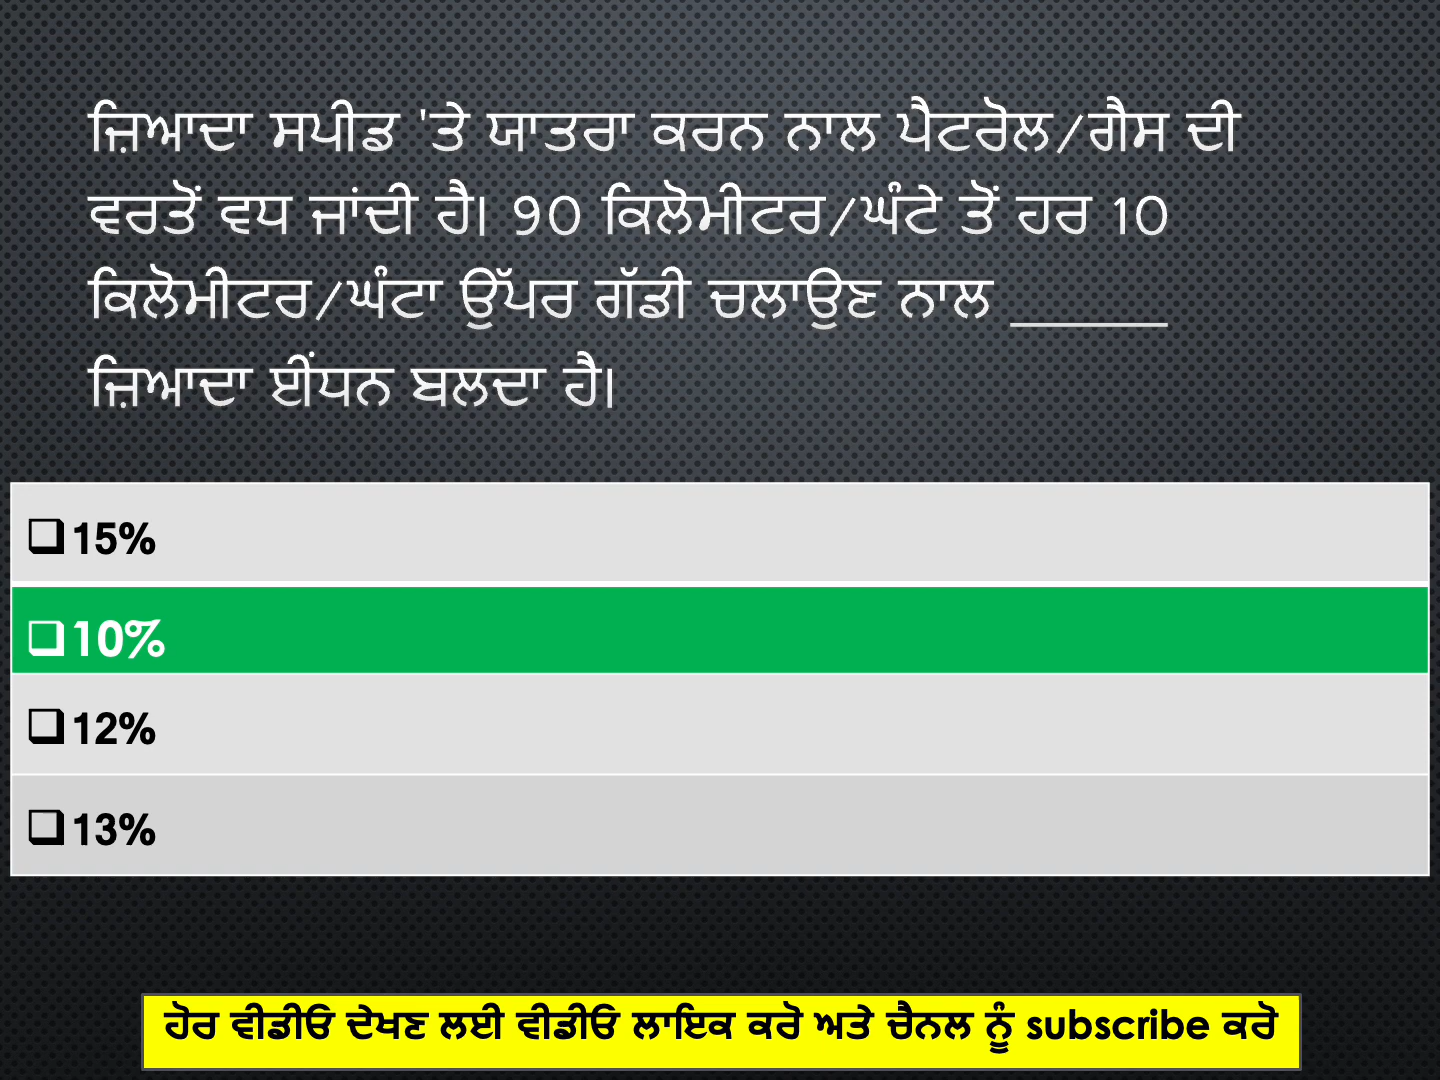 ਜ਼ਿਆਦਾ ਸਪੀਡ 'ਤੇ ਯਾਤਰਾ ਕਰਨ ਨਾਲ ਪੈਟਰੋਲ/ਗੈਸ ਦੀ
ਵਰਤੋਂ ਵਧ ਜਾਂਦੀ ਹੈ। 90 ਕਿਲੋਮੀਟਰ/ਘੰਟੇ ਤੋਂ ਹਰ 10
ਕਿਲੋਮੀਟਰ/ਘੰਟਾ ਉੱਪਰ ਗੱਡੀ ਚਲਾਉਣ ਨਾਲ ______
ਜ਼ਿਆਦਾ ਈਂਧਨ ਬਲਦਾ ਹੈ।
❑15%
❑10%
❑12%
❑13%
ਹੋਰ ਵੀਡੀਓ ਦੇਖਣ ਲਈ ਵੀਡੀਓ ਲਾਇਕ ਕਰੋ ਅਤੇ ਚੈਨਲ ਨੂੰ subscribe ਕਰੋ